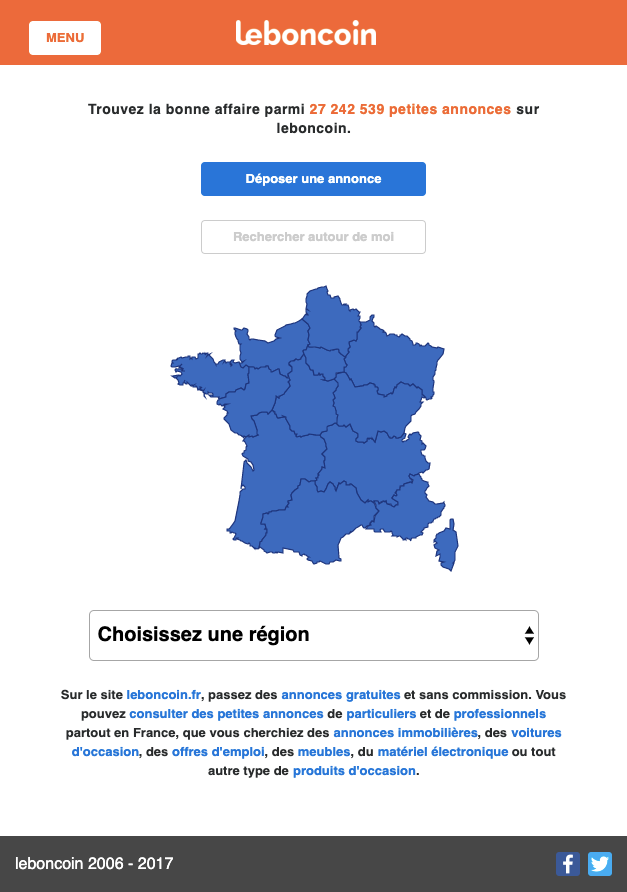 MENU
leboncoin
Trouvez la bonne affaire parmi 27 242 539 petites annonces sur
leboncoin.
Déposer une annonce
Rechercher autour de moi
Choisissez une région
Sur le site leboncoin.fr, passez des annonces gratuites et sans commission. Vous
pouvez consulter des petites annonces de particuliers et de professionnels
partout en France, que vous cherchiez des annonces immobilières, des voitures
d'occasion, des offres d'emploi, des meubles, du matériel électronique ou tout
autre type de produits d'occasion.
leboncoin 2006 - 2017